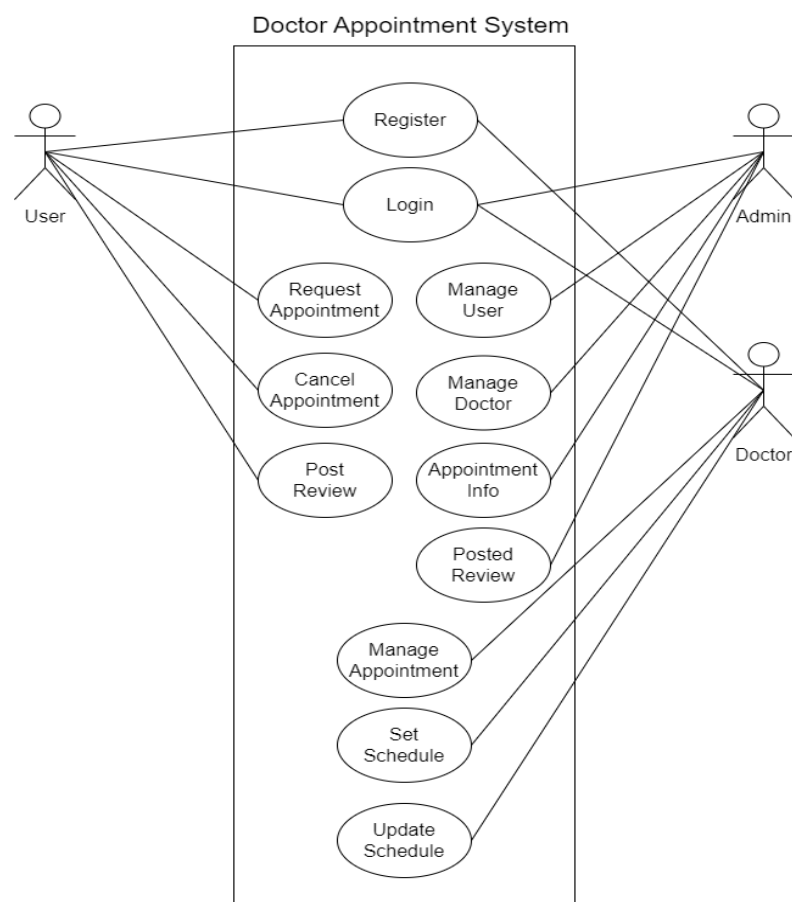 Doctor Appointment System
Register
User
Login
Admin
Request
Appointment
Manage
User
Cancel
Appointment
Manage
Doctor
Doctor
Post
Review
Appointment
Info
Posted
Review
Manage
Appointment
Set
Schedule
Update
Schedule